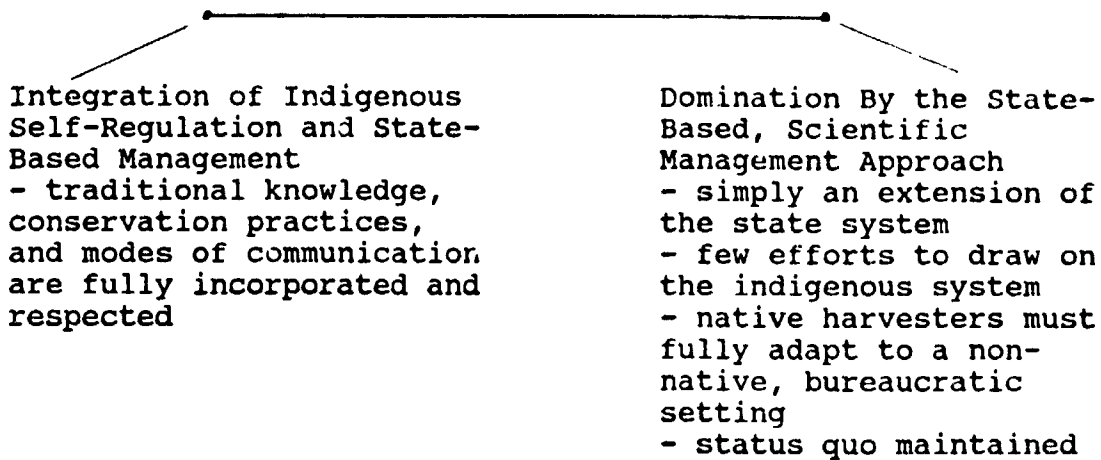 Integration of Indigenous
Self-Regulation and State-
Based Management
- traditional knowledge,
conservation practices,
and modes of communication
are fully incorporated and
respected
Domination By the State-
Based, Scientific
Management Approach
- simply an extension of
the state system
- few efforts to draw on
the indigenous system
- native harvesters must
fully adapt to a non-
native, bureaucratic
setting
- status quo maintained